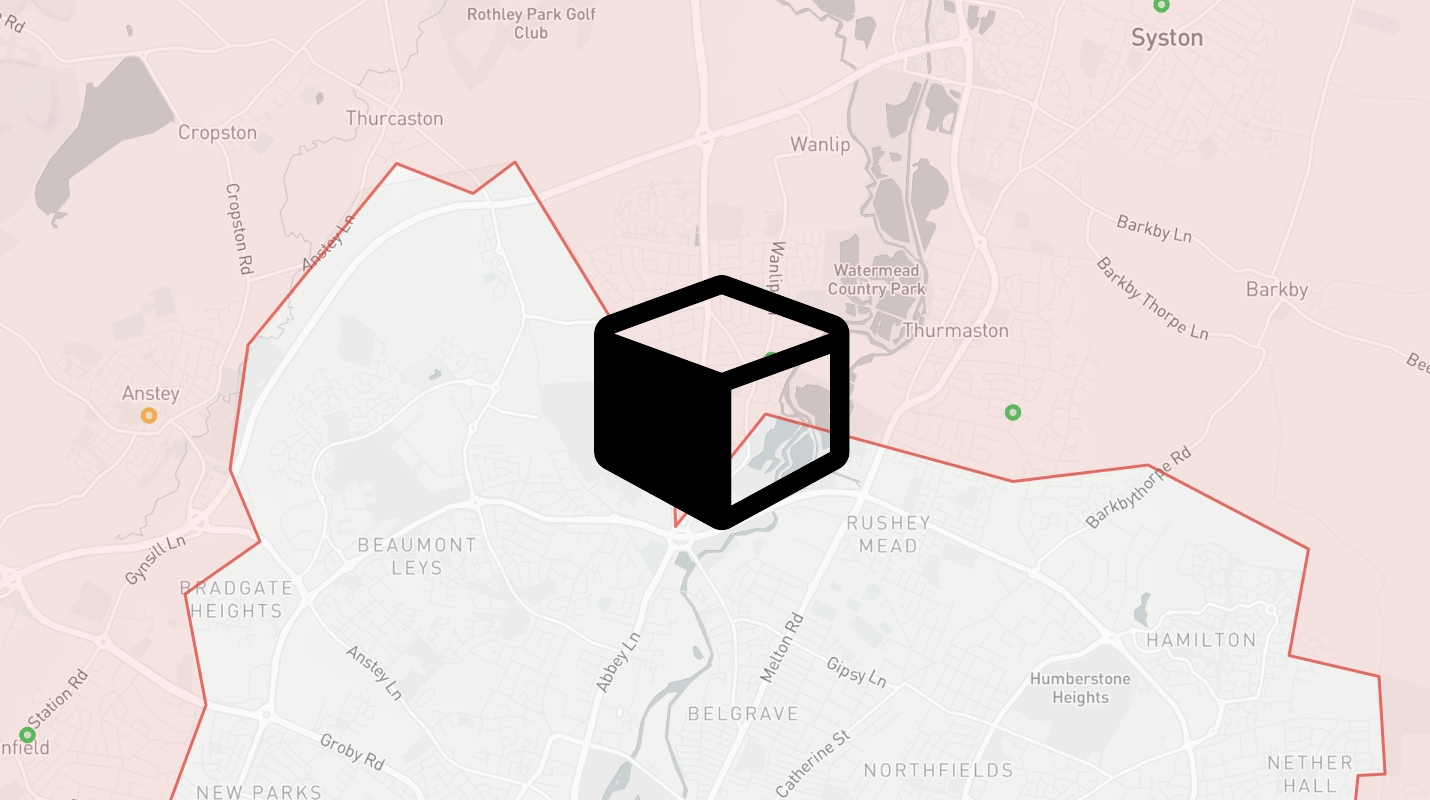 Rothley Park Golf
Club
Syston
Rd
Cropston
Thurcaston
Wanlip
Cropston Rd
Anstey Ln
Barkby Ln
Wanlip
Watermead
Country Park
Barkby Thorpe Ln
Barkby
Thurmaston
Bee
Anstey
Barkbythorpe Rd
RUSHEY
MEAD
BEAUMONT
LEYS
Gynsill Ln
BRADGATE
HEIGHTS
HAMILTON
Abbey Ln
Melton Rd
Anstey Ln
Gipsy Ln
Humberstone
Heights
Station Rd
nfield
BELGRAVE
Groby Rd
Catherine St
NORTHFIELDS
NETHER
HALL
NEW PARKS